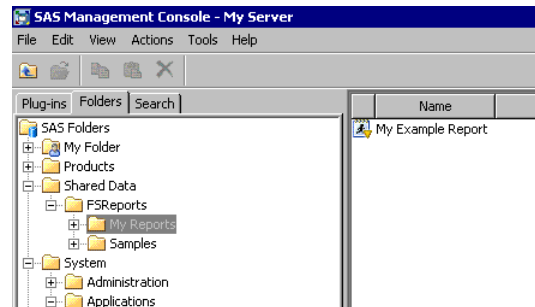 SAS Management Console - My Server
File Edit View Actions Tools Help
Plug-ins Folders Search
Name
SAS Folders
My Folder
Products
Shared Data
FSReports
My Reports
Samples
System
Administration
Applications
My Example Report